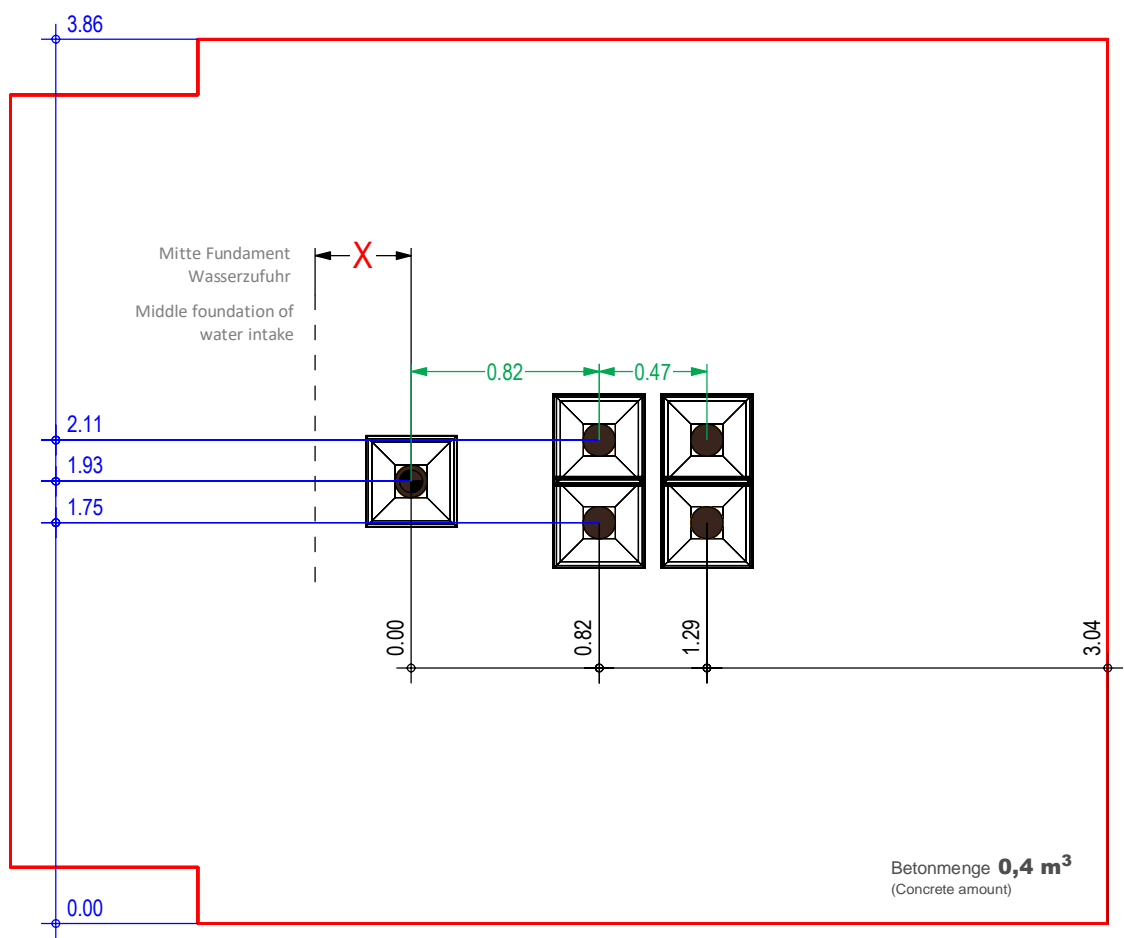 3.86
Mitte Fundament
Wasserzufuhr
X
Middle foundation of
water intake
0.82
0.47
2.11
1.93
1.75
0.00
0.82
1.29
3.04
Betonmenge 0,4 m³
(Concrete amount)
0.00